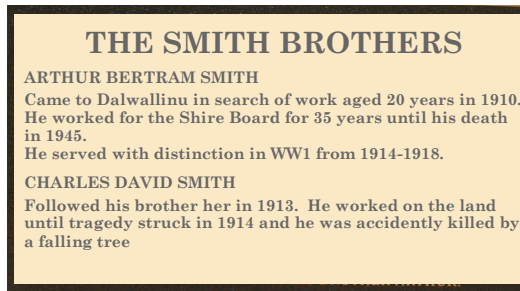 THE SMITH BROTHERS
ARTHUR BERTRAM SMITH
Came to Dalwallinu in search of work aged 20 years in 1910.
He worked for the Shire Board for 35 years until his death
in 1945.
He served with distinction in WW1 from 1914-1918.
CHARLES DAVID SMITH
Followed his brother her in 1913. He worked on the land
until tragedy struck in 1914 and he was accidently killed by
a falling tree